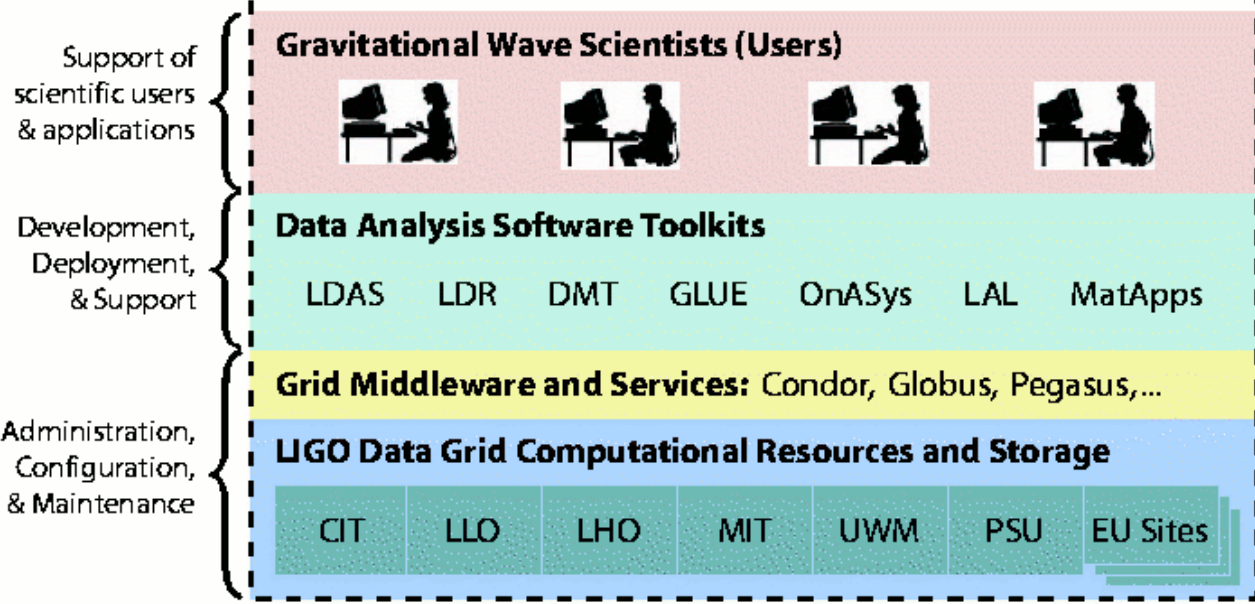 Support of
scientific users
& applications
Gravitational Wave Scientists (Users)
Development,
Deployment,
& Support
Data Analysis Software Toolkits
LDAS LDR DMT GLUE OnASys LAL MatApps
Administration,
Configuration,
& Maintenance
Grid Middleware and Services: Condor, Globus, Pegasus,...
LIGO Data Grid Computational Resources and Storage
CIT LLO LHO MIT UWM PSU EU Sites